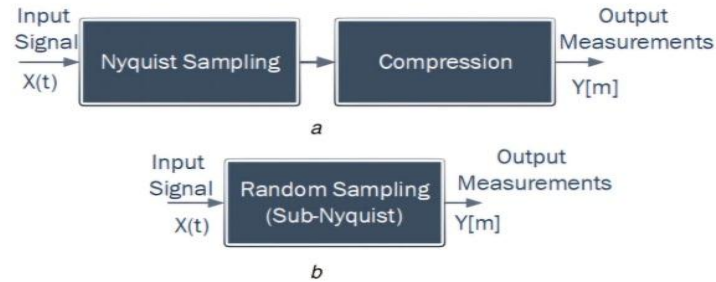 Input
Signal
X(t)
Nyquist Sampling
Compression
Output
Measurements
Y[m]
a
Input
Signal
X(t)
Random Sampling
(Sub-Nyquist)
Output
Measurements
Y[m]
b